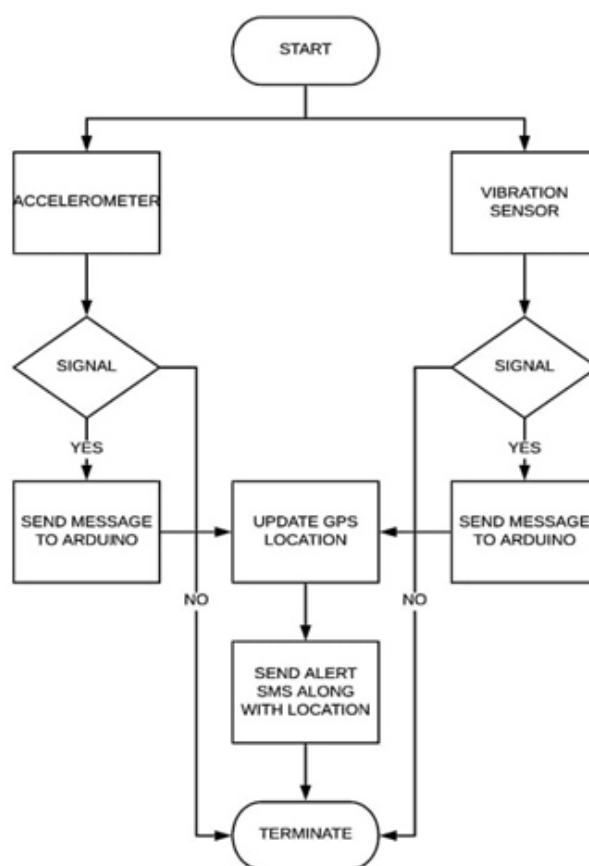 START
ACCELEROMETER
VIBRATION
SENSOR
SIGNAL
SIGNAL
YES
YES
SEND MESSAGE
TO ARDUINO
UPDATE GPS
LOCATION
SEND MESSAGE
TO ARDUINO
NO
NO
SEND ALERT
SMS ALONG
WITH LOCATION
TERMINATE